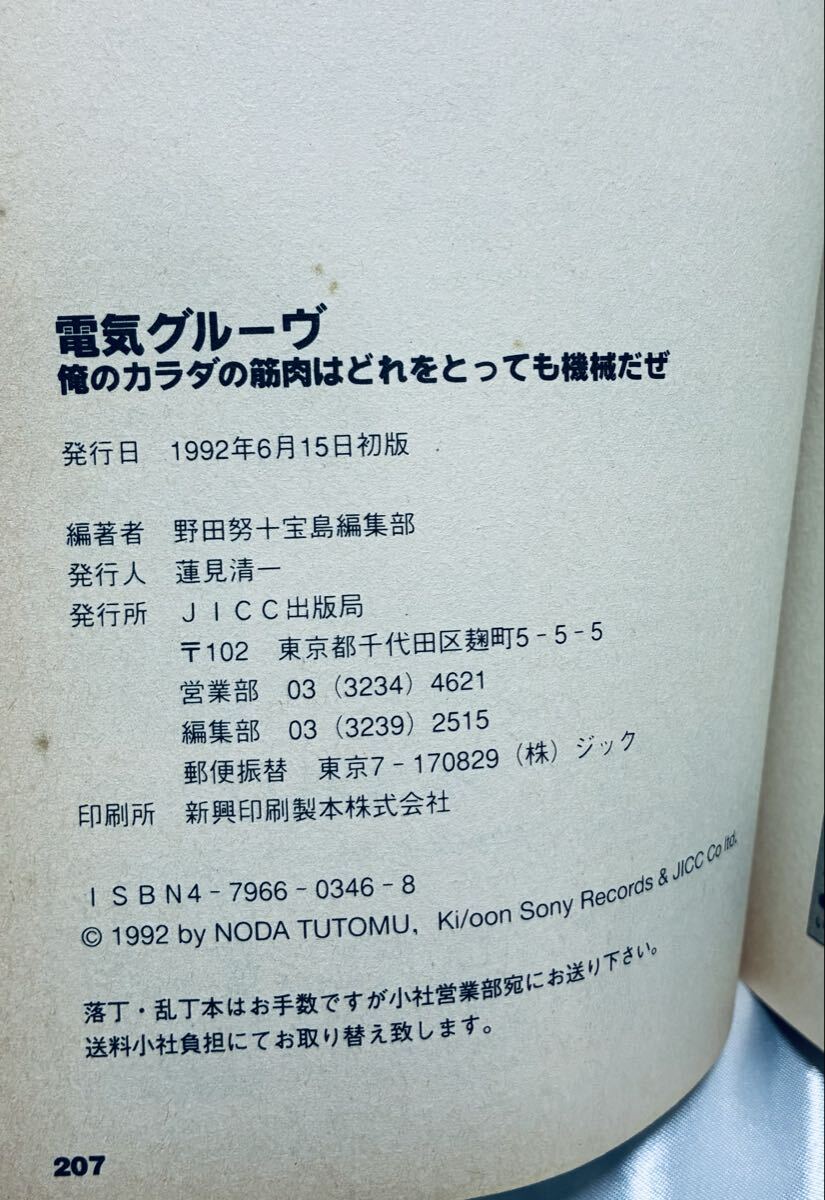 電気グルーヴ
俺のカラダの筋肉はどれをとっても機械だぜ
発行日　1992年6月15日初版
編著者　野田努＋宝島編集部
発行人　蓮見清一
発行所　ＪＩＣＣ出版局
〒102　東京都千代田区麹町5-5-5
営業部　03（3234）4621
編集部　03（3239）2515
郵便振替　東京7-170829（株）ジック
印刷所　新興印刷製本株式会社
ＩＳＢＮ4-7966-0346-8
© 1992 by NODA TUTOMU, Ki/oon Sony Records & JICC Co ltd.
落丁・乱丁本はお手数ですが小社営業部宛にお送り下さい。
送料小社負担にてお取り替え致します。
207